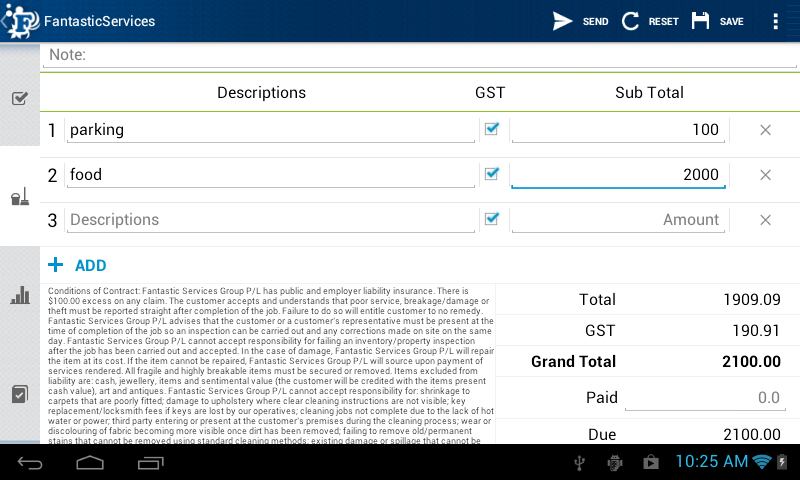 FantasticServices
SEND
RESET
SAVE
Note:
Descriptions GST Sub Total
1 parking 100
2 food 2000
3 Descriptions Amount
ADD
Conditions of Contract: Fantastic Services Group P/L has public and employer liability insurance. There is
$100.00 excess on any claim. The customer accepts and understands that poor service, breakage/damage or
theft must be reported straight after completion of the job. Failure to do so will entitle customer to no remedy.
Fantastic Services Group P/L advises that the customer or a customer's representative must be present at the
time of completion of the job so an inspection can be carried out and any corrections made on site on the same
day. Fantastic Services Group P/L cannot accept responsibility for failing an inventory/property inspection
after the job has been carried out and accepted. In the case of damage, Fantastic Services Group P/L will repair
the item at its cost. If the item cannot be repaired, Fantastic Services Group P/L will source upon payment of
services rendered. All fragile and highly breakable items must be secured or removed. Items excluded from
liability are: cash, jewellery, items and sentimental value (the customer will be credited with the items present
cash value), art and antiques. Fantastic Services Group P/L cannot accept responsibility for: shrinkage to
carpets that are poorly fitted; damage to upholstery where clear cleaning instructions are not visible; key
replacement/locksmith fees if keys are lost by our operatives; cleaning jobs not complete due to the lack of hot
water or power; third party entering or present at the customer's premises during the cleaning process; wear or
discolouring of fabric becoming more visible once dirt has been removed; failing to remove old/permanent
stains that cannot be removed using standard cleaning methods; existing damage or spillage that cannot be
Total 1909.09
GST 190.91
Grand Total 2100.00
Paid 0.0
Due 2100.00
10:25 AM